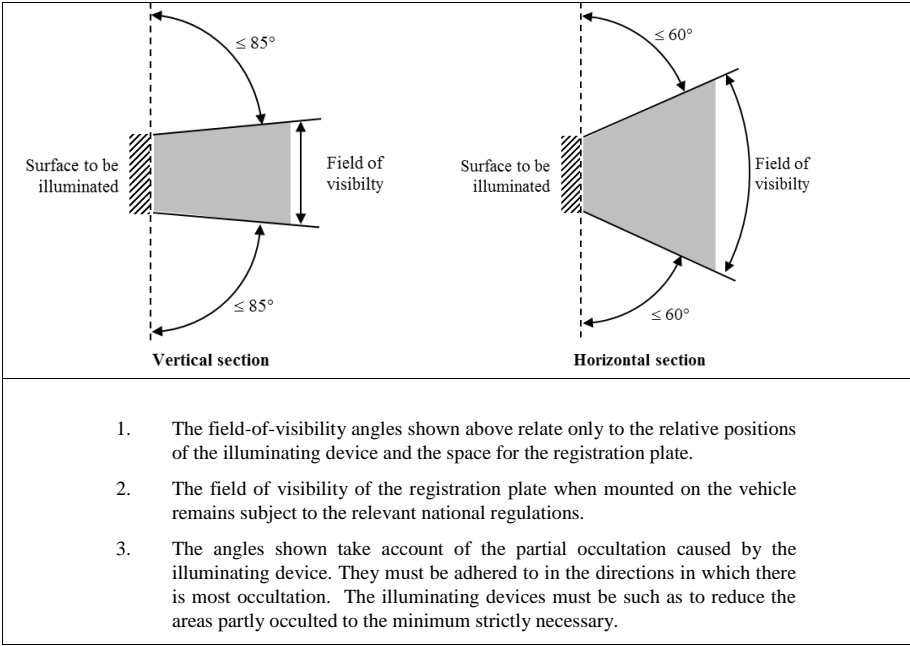 ≤ 85°
Surface to be
illuminated
Field of
visibilty
≤ 85°
Vertical section
≤ 60°
Surface to be
illuminated
Field of
visibilty
≤ 60°
Horizontal section
1. The field-of-visibility angles shown above relate only to the relative positions
of the illuminating device and the space for the registration plate.
2. The field of visibility of the registration plate when mounted on the vehicle
remains subject to the relevant national regulations.
3. The angles shown take account of the partial occultation caused by the
illuminating device. They must be adhered to in the directions in which there
is most occultation. The illuminating devices must be such as to reduce the
areas partly occulted to the minimum strictly necessary.